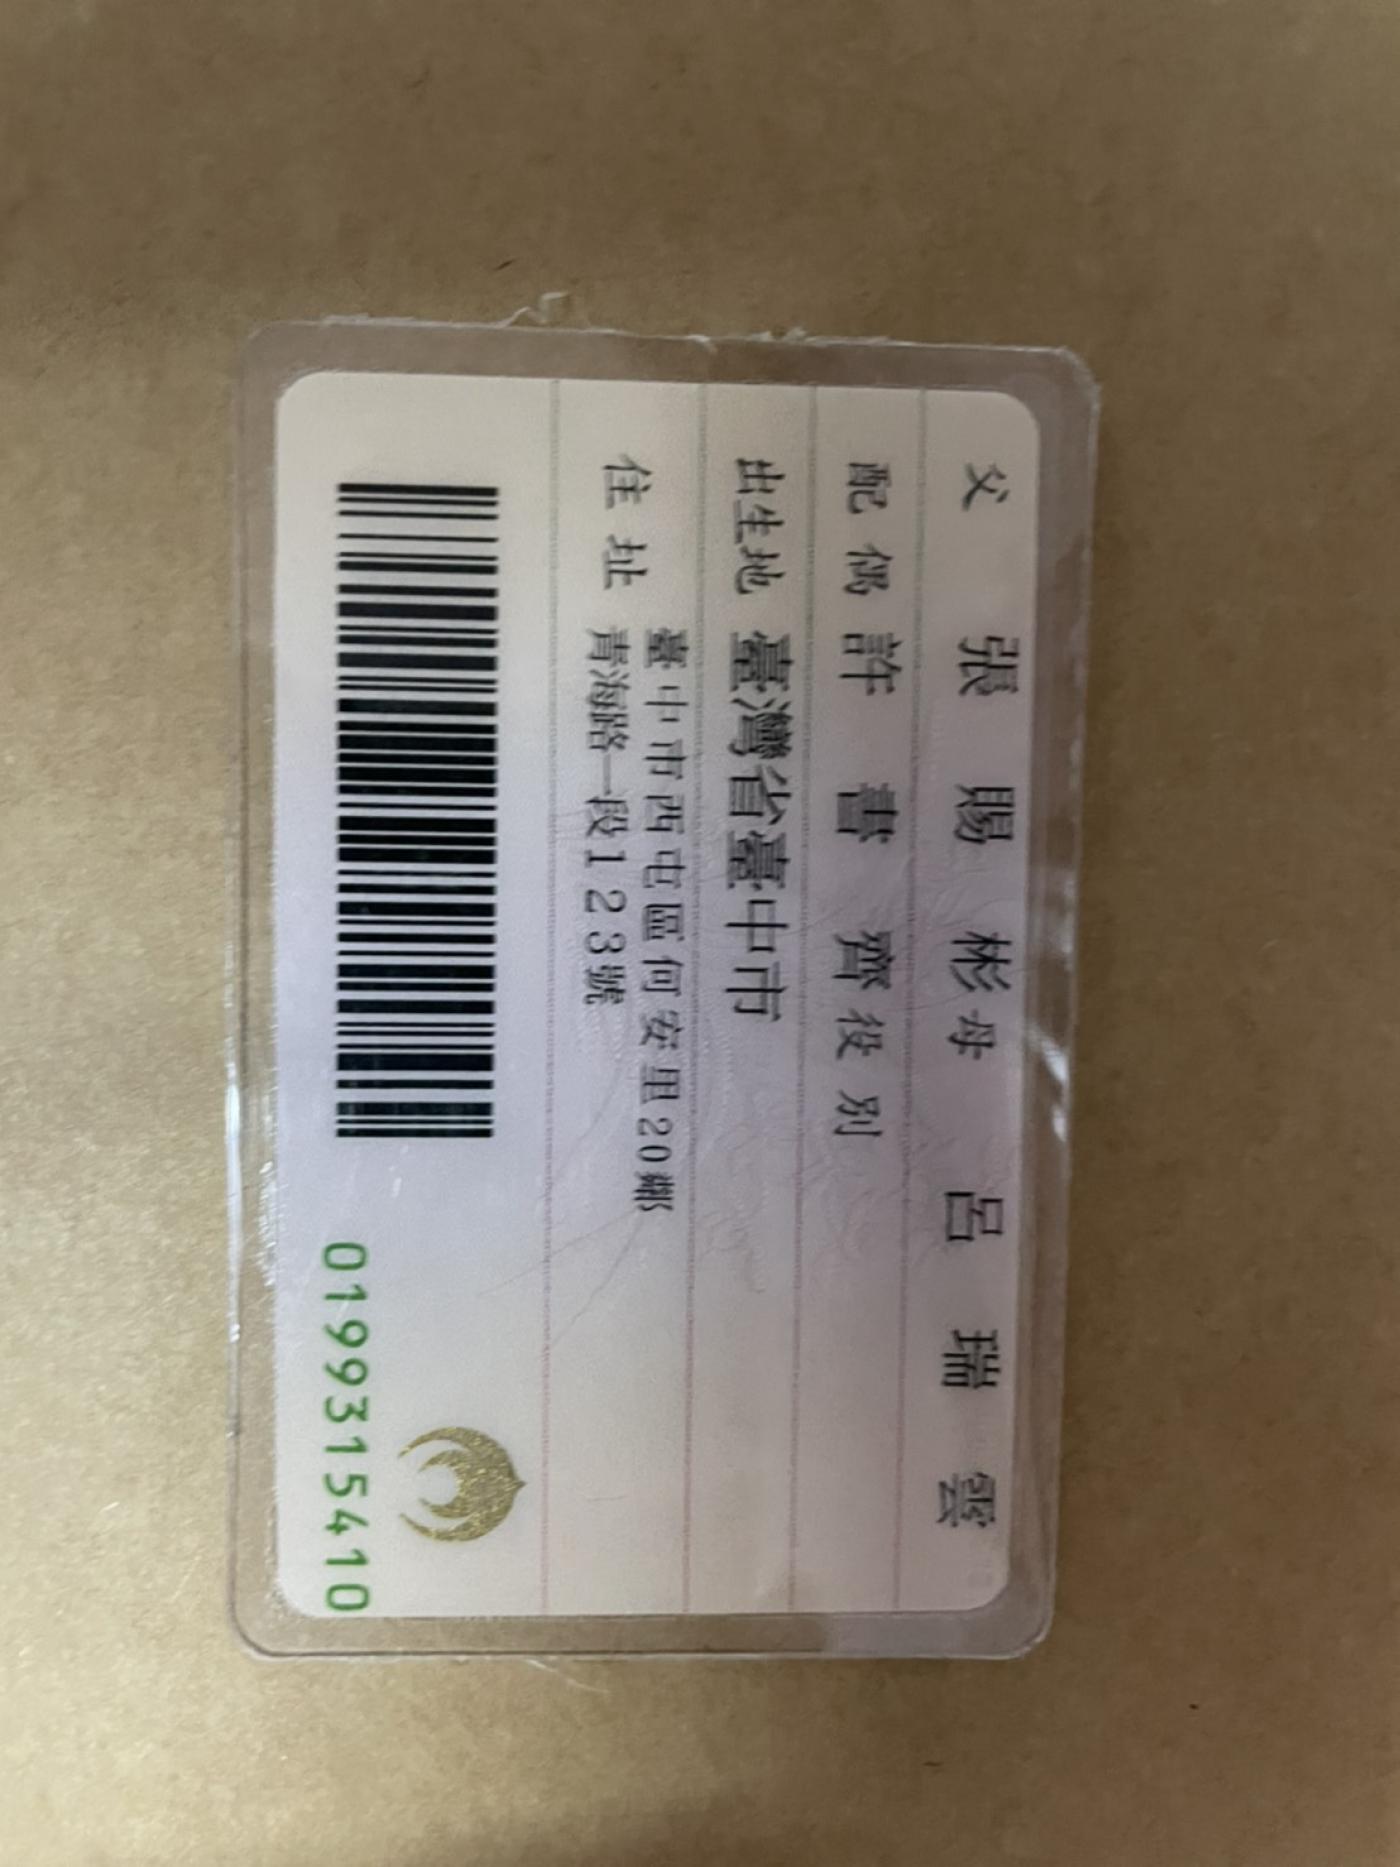 父 張賜彬 母 呂瑞雲
配偶 許書齊 役別
出生地 臺灣省臺中市
住址 臺中市西屯區何安里20鄰
青海路一段123號
0199315410